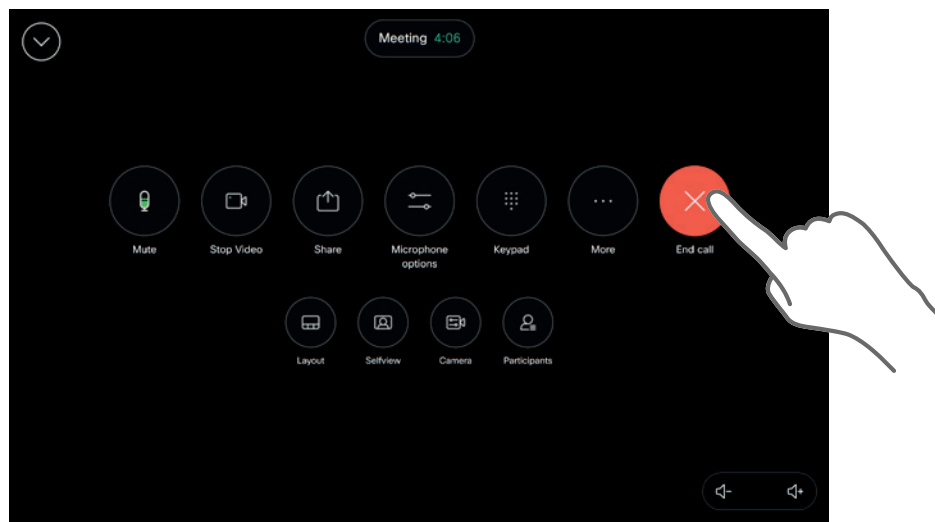 Meeting 4:06
Mute
Stop Video
Share
Microphone
options
Keypad
More
End call
Layout
Selfview
Camera
Participants